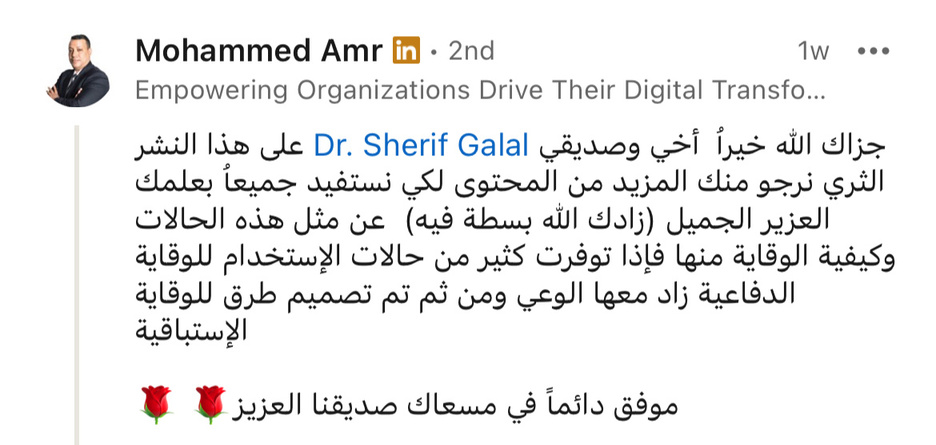 Mohammed Amr in • 2nd 1w •••
Empowering Organizations Drive Their Digital Transfo...
جزاك الله خيراُ  أخي وصديقي Dr. Sherif Galal على هذا النشر
الثري نرجو منك المزيد من المحتوى لكي نستفيد جميعاُ بعلمك
العزير الجميل (زادك الله بسطة فيه)  عن مثل هذه الحالات
وكيفية الوقاية منها فإذا توفرت كثير من حالات الإستخدام للوقاية
الدفاعية زاد معها الوعي ومن ثم تم تصميم طرق للوقاية
الإستباقية
موفق دائماً في مسعاك صديقنا العزيز 🌹 🌹